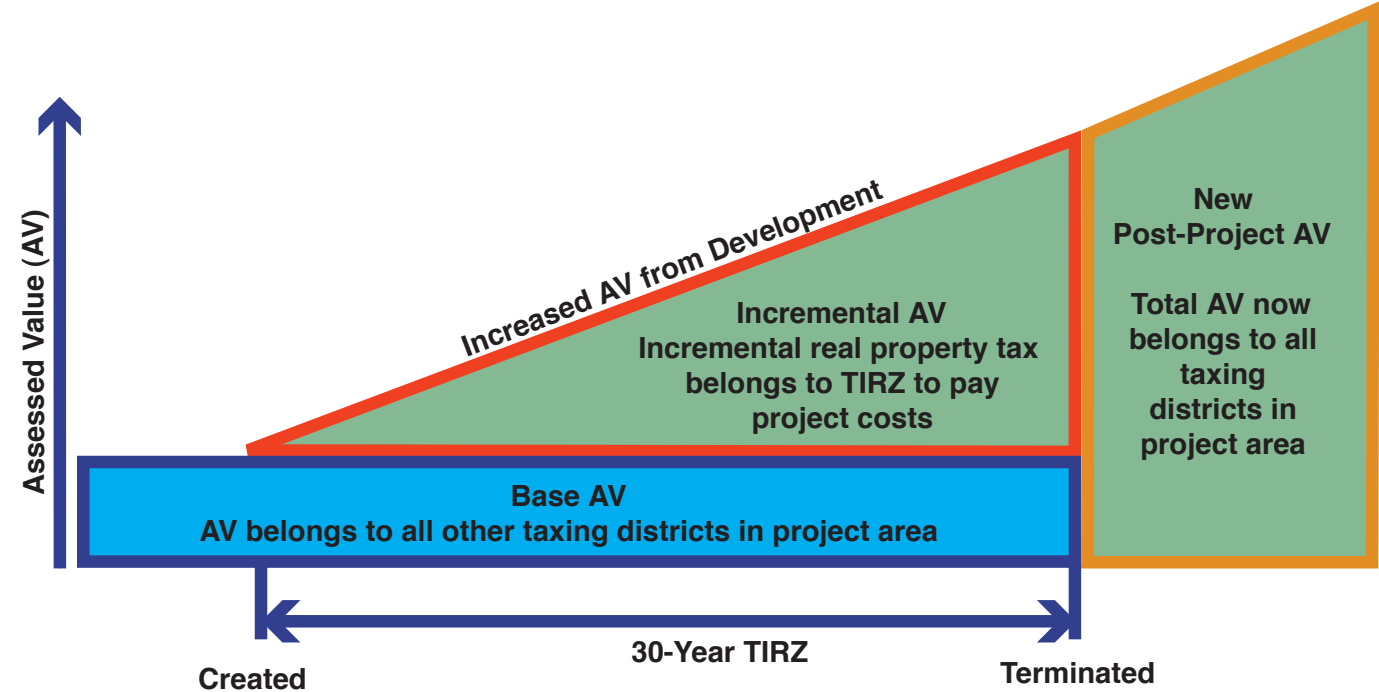 Assessed Value (AV)
Increased AV from Development
Incremental AV
Incremental real property tax
belongs to TIRZ to pay
project costs
New
Post-Project AV
Total AV now
belongs to all
taxing
districts in
project area
Base AV
AV belongs to all other taxing districts in project area
30-Year TIRZ
Created
Terminated